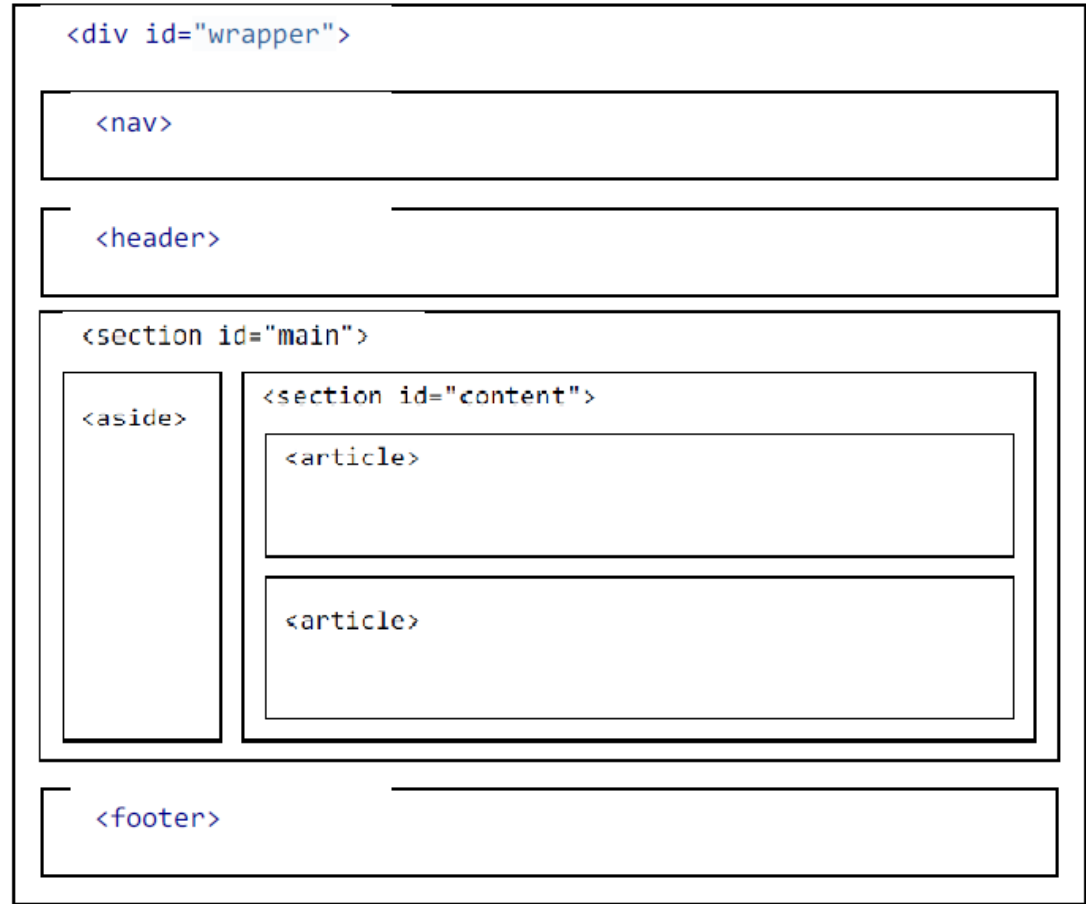 <div id="wrapper">
<nav>
<header>
<section id="main">
<aside>
<section id="content">
<article>
<article>
<footer>